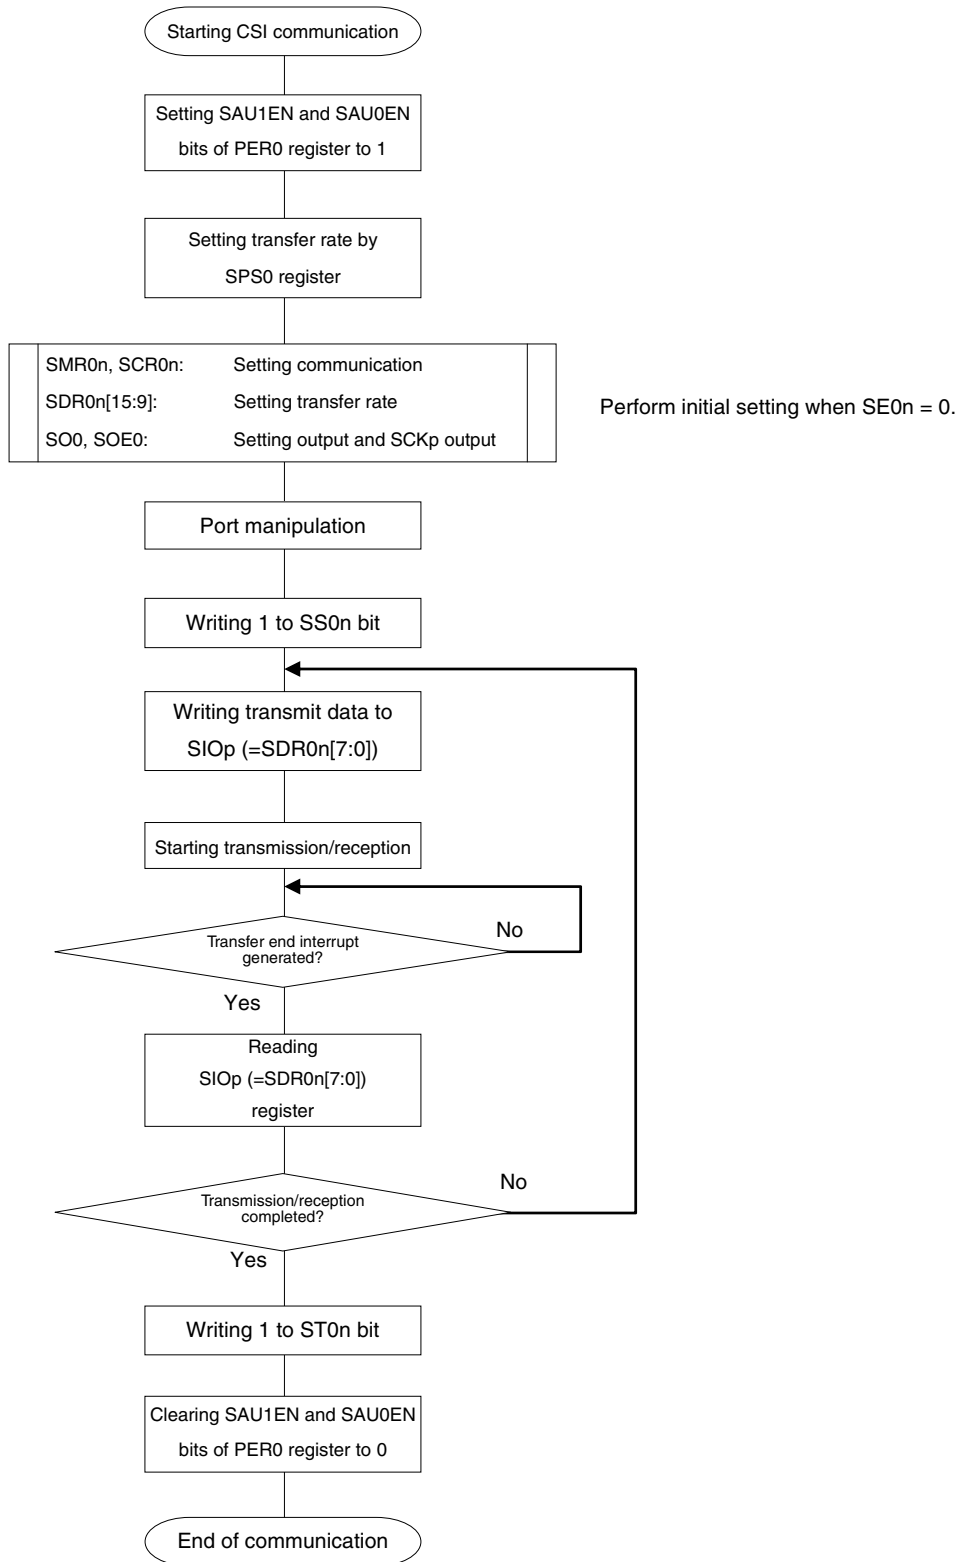 Starting CSI communication
Setting SAU1EN and SAU0EN
bits of PER0 register to 1
Setting transfer rate by
SPS0 register
SMR0n, SCR0n: Setting communication
SDR0n[15:9]: Setting transfer rate
SO0, SOE0: Setting output and SCKp output
Perform initial setting when SE0n = 0.
Port manipulation
Writing 1 to SS0n bit
Writing transmit data to
SIOp (=SDR0n[7:0])
Starting transmission/reception
Transfer end interrupt
generated?
No
Yes
Reading
SIOp (=SDR0n[7:0])
register
Transmission/reception
completed?
No
Yes
Writing 1 to ST0n bit
Clearing SAU1EN and SAU0EN
bits of PER0 register to 0
End of communication